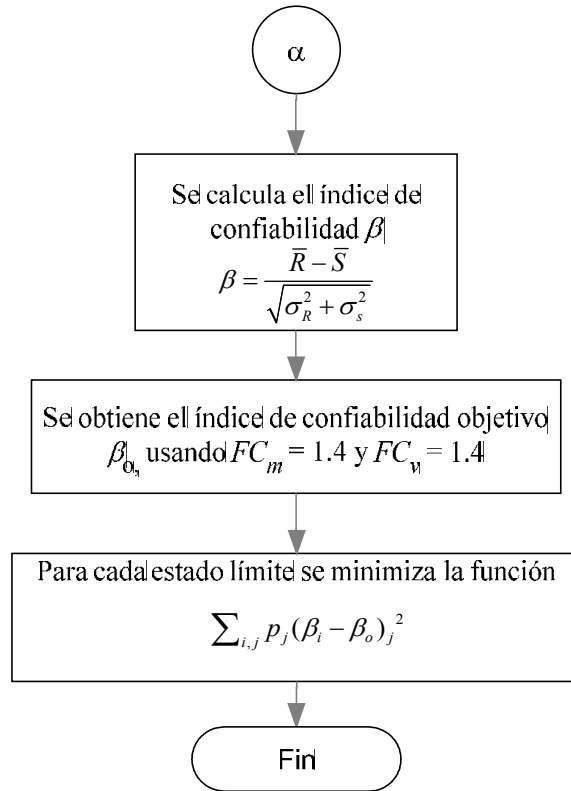 α
Se calcula el índice de
confiabilidad β
β = (R̅ − S̅) / √(σ_R² + σ_s²)
Se obtiene el índice de confiabilidad objetivo
β₀, usando FC_m = 1.4 y FC_v = 1.4
Para cada estado límite se minimiza la función
∑_{i,j} p_j(β_i − β_o)_j²
Fin